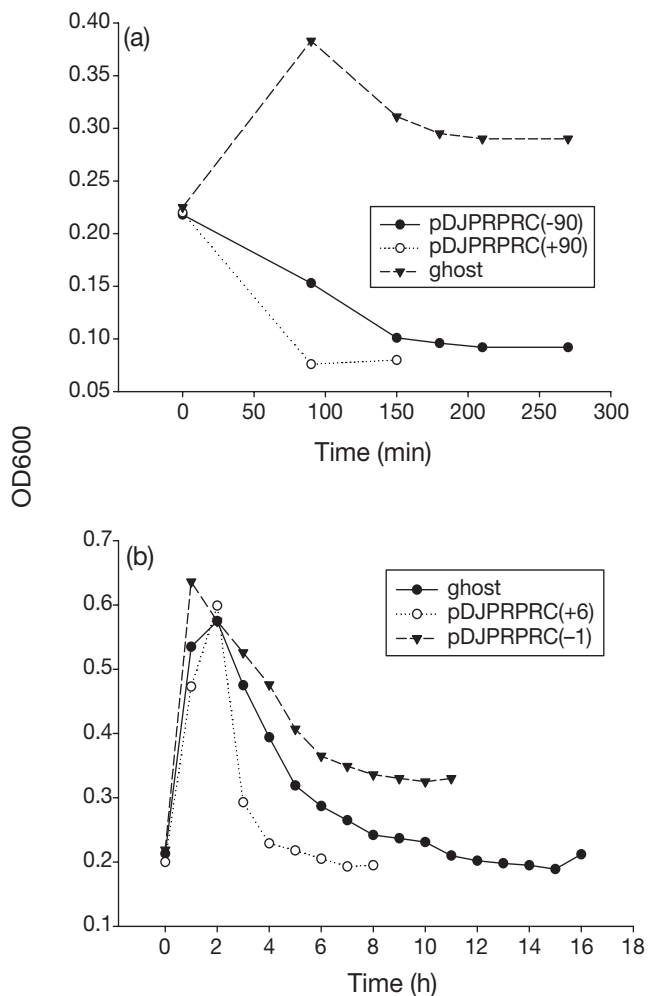 (a)
0.40
0.35
0.30
0.25
0.20
0.15
0.10
0.05
pDJPRPRC(-90)
pDJPRPRC(+90)
ghost
0 50 100 150 200 250 300
Time (min)
OD600
(b)
0.7
0.6
0.5
0.4
0.3
0.2
0.1
ghost
pDJPRPRC(+6)
pDJPRPRC(–1)
0 2 4 6 8 10 12 14 16 18
Time (h)